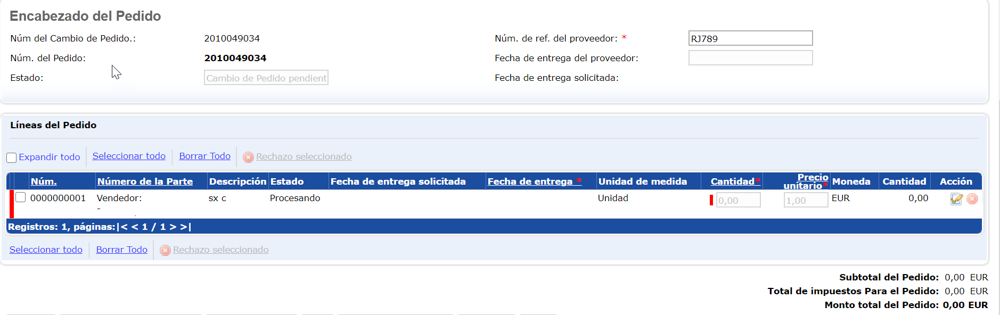 Encabezado del Pedido
Núm del Cambio de Pedido.: 2010049034 Núm. de ref. del proveedor: * RJ789
Núm. del Pedido: 2010049034 Fecha de entrega del proveedor:
Estado: Cambio de Pedido pendient Fecha de entrega solicitada:
Líneas del Pedido
Expandir todo Seleccionar todo Borrar Todo Rechazo seleccionado
Núm. Número de la Parte Descripción Estado Fecha de entrega solicitada Fecha de entrega * Unidad de medida Cantidad* Precio unitario* Moneda Cantidad Acción
0000000001 Vendedor: sx c Procesando Unidad 0,00 1,00 EUR 0,00
-
Registros: 1, páginas:|< < 1 / 1 > >|
Seleccionar todo Borrar Todo Rechazo seleccionado
Subtotal del Pedido: 0,00 EUR
Total de impuestos Para el Pedido: 0,00 EUR
Monto total del Pedido: 0,00 EUR